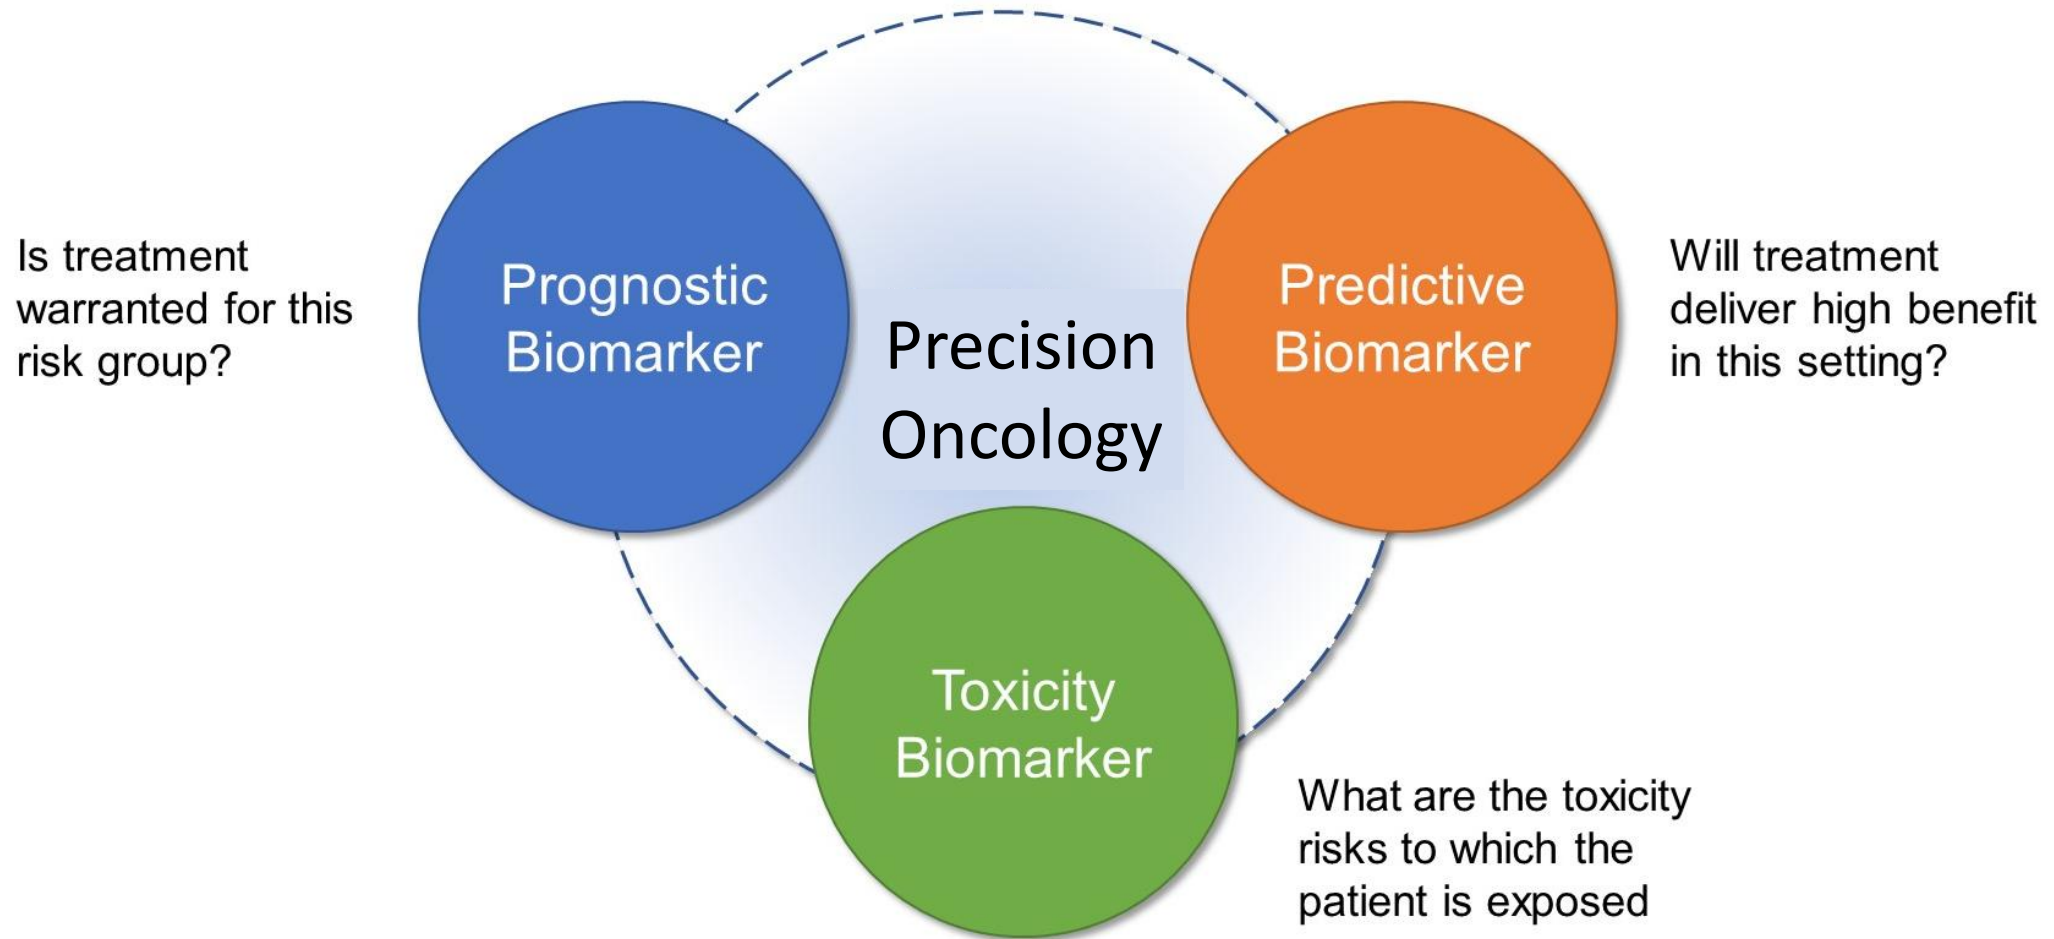 Is treatment
warranted for this
risk group?
Prognostic
Biomarker
Precision
Oncology
Predictive
Biomarker
Will treatment
deliver high benefit
in this setting?
Toxicity
Biomarker
What are the toxicity
risks to which the
patient is exposed